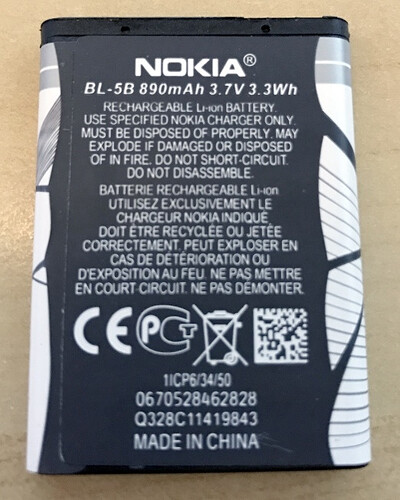 NOKIA®
BL-5B 890mAh 3.7V 3.3Wh
RECHARGEABLE Li-ion BATTERY.
USE SPECIFIED NOKIA CHARGER ONLY.
MUST BE DISPOSED OF PROPERLY. MAY
EXPLODE IF DAMAGED OR DISPOSED
OF IN FIRE. DO NOT SHORT-CIRCUIT.
DO NOT DISASSEMBLE.
BATTERIE RECHARGEABLE Li-ion
UTILISEZ EXCLUSIVEMENT LE
CHARGEUR NOKIA INDIQUÉ.
DOIT ÊTRE RECYCLÉE OU JETÉE
CORRECTEMENT. PEUT EXPLOSER EN
CAS DE DÉTÉRIORATION OU
D'EXPOSITION AU FEU. NE PAS METTRE
EN COURT-CIRCUIT. NE PAS DÉMONTER.
CE PCT
1ICP6/34/50
0670528462828
Q328C11419843
MADE IN CHINA